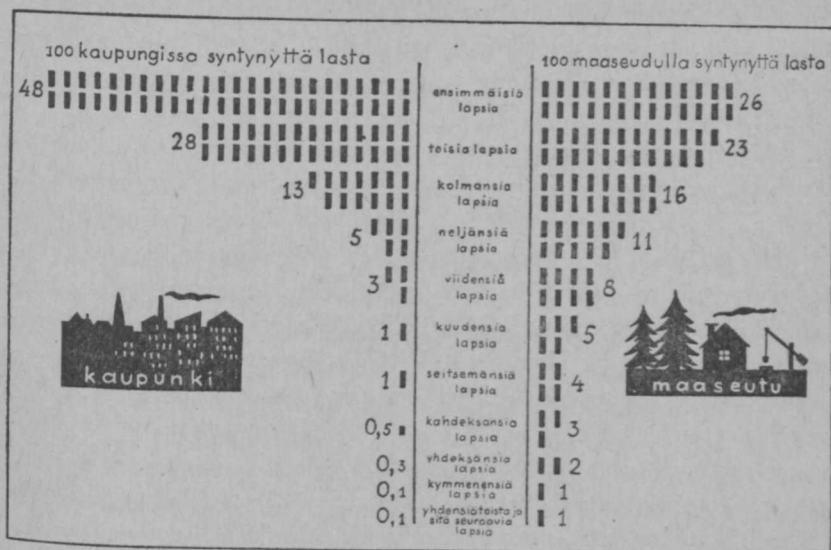 100 kaupungissa syntynyttä lasta
100 maaseudulla syntynyttä lasta
48 ensimmäisiä lapsia 26
28 toisia lapsia 23
13 kolmansia lapsia 16
5 neljänsiä lapsia 11
3 viidensiä lapsia 8
1 kuudensia lapsia 5
1 seitsemänsiä lapsia 4
0,5 kahdeksansia lapsia 3
0,3 yhdeksänsiä lapsia 2
0,1 kymmenensiä lapsia 1
0,1 yhdensiätoista ja sitä seuraavia lapsia 1
kaupunki
maaseutu